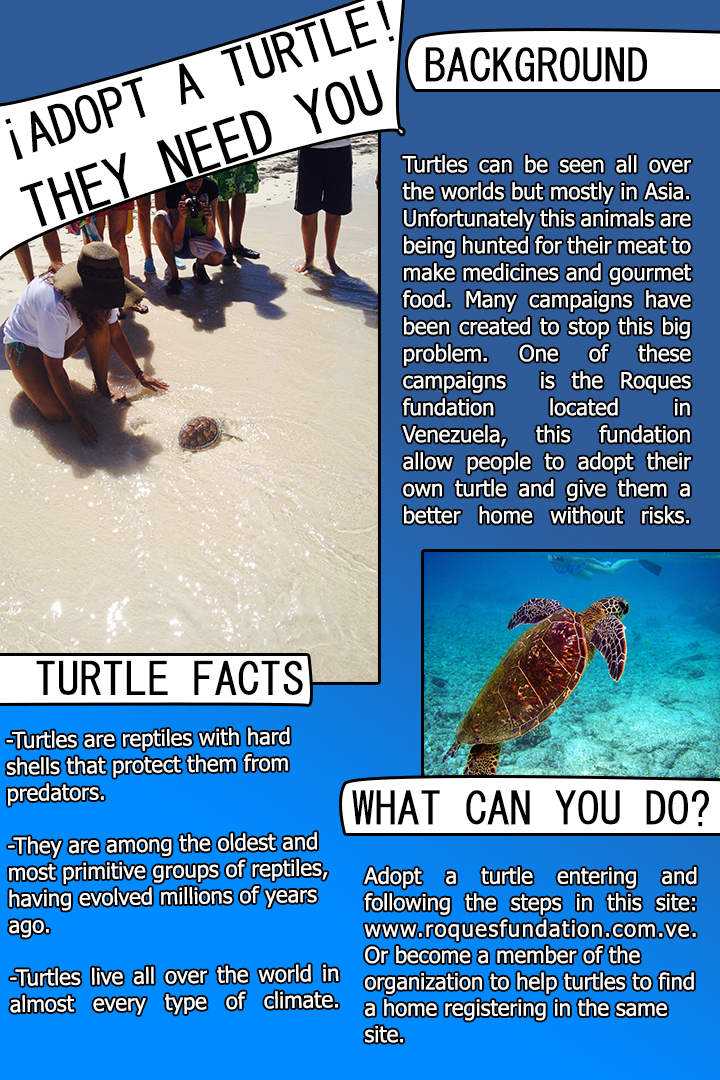 ¡ADOPT A TURTLE!
THEY NEED YOU
BACKGROUND
Turtles can be seen all over
the worlds but mostly in Asia.
Unfortunately this animals are
being hunted for their meat to
make medicines and gourmet
food. Many campaigns have
been created to stop this big
problem. One of these
campaigns is the Roques
fundation located in
Venezuela, this fundation
allow people to adopt their
own turtle and give them a
better home without risks.
TURTLE FACTS
-Turtles are reptiles with hard
shells that protect them from
predators.
-They are among the oldest and
most primitive groups of reptiles,
having evolved millions of years
ago.
-Turtles live all over the world in
almost every type of climate.
WHAT CAN YOU DO?
Adopt a turtle entering and
following the steps in this site:
www.roquesfundation.com.ve.
Or become a member of the
organization to help turtles to find
a home registering in the same
site.